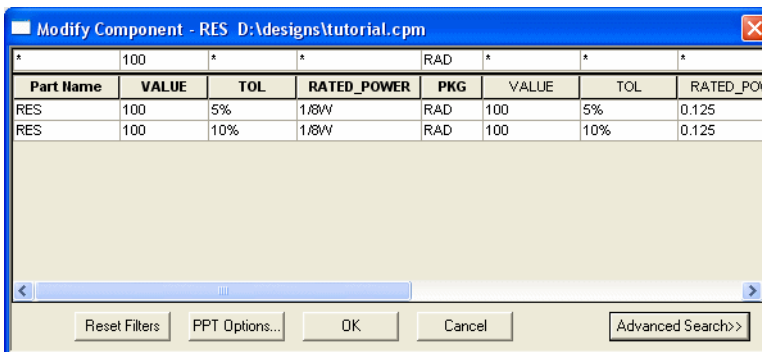 Modify Component - RES D:\designs\tutorial.cpm
* 100 * * RAD * * *
Part Name VALUE TOL RATED_POWER PKG VALUE TOL RATED_PO
RES 100 5% 1/8W RAD 100 5% 0.125
RES 100 10% 1/8W RAD 100 10% 0.125
Reset Filters PPT Options... OK Cancel Advanced Search>>